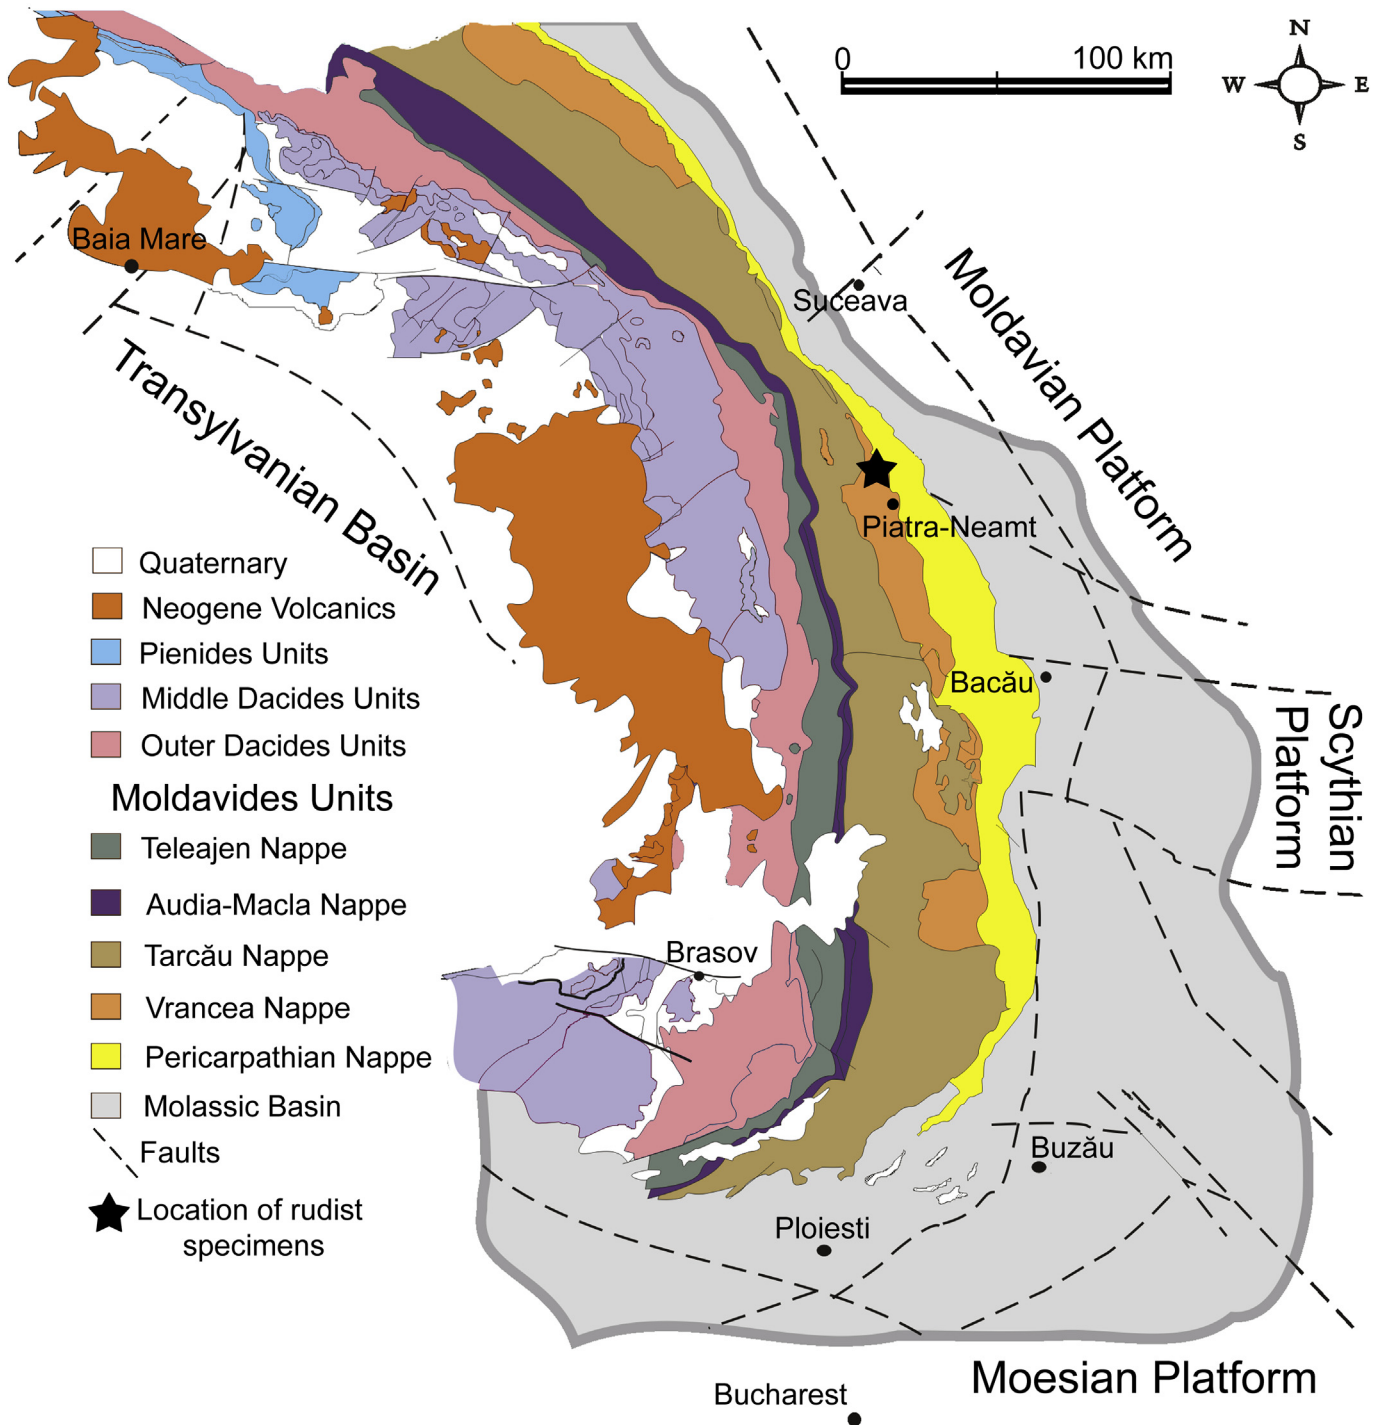 0 100 km
N
W E
S
Baia Mare
Suceava
Moldavian Platform
Transylvanian Basin
Piatra-Neamt
Bacău
Scythian
Platform
Quaternary
Neogene Volcanics
Pienides Units
Middle Dacides Units
Outer Dacides Units
Moldavides Units
Teleajen Nappe
Audia-Macla Nappe
Tarcău Nappe
Vrancea Nappe
Pericarpathian Nappe
Molassic Basin
Faults
Location of rudist
specimens
Brasov
Buzău
Ploiesti
Moesian Platform
Bucharest